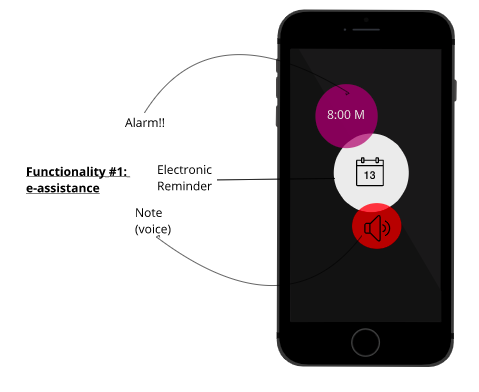 8:00 M
Alarm!!
Functionality #1:
e-assistance
Electronic
Reminder
13
Note
(voice)